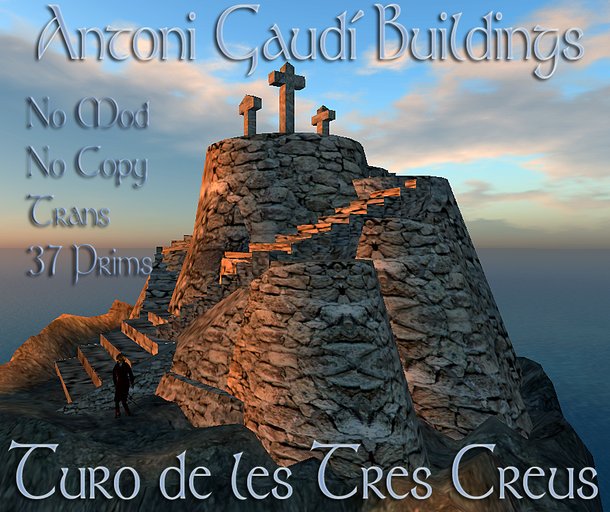 Antoni Gaudí Buildings
No Mod
No Copy
Trans
37 Prims
Turo de les Tres Creus